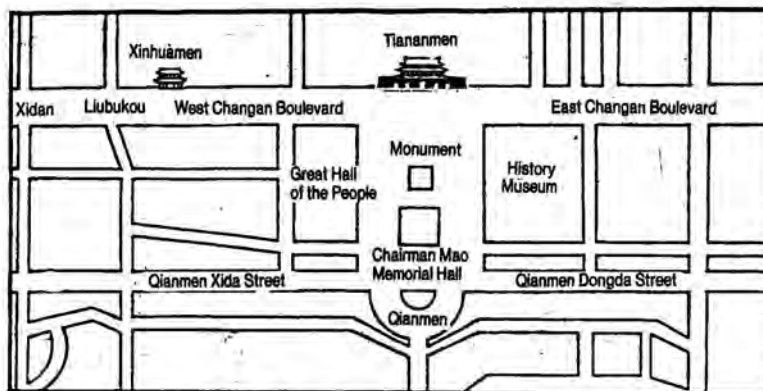 Xinhuàmen
Tiananmen
Xidan
Liubukou
West Changan Boulevard
East Changan Boulevard
Monument
Great Hall
of the People
History
Museum
Chairman Mao
Memorial Hall
Qianmen Xida Street
Qianmen Dongda Street
Qianmen